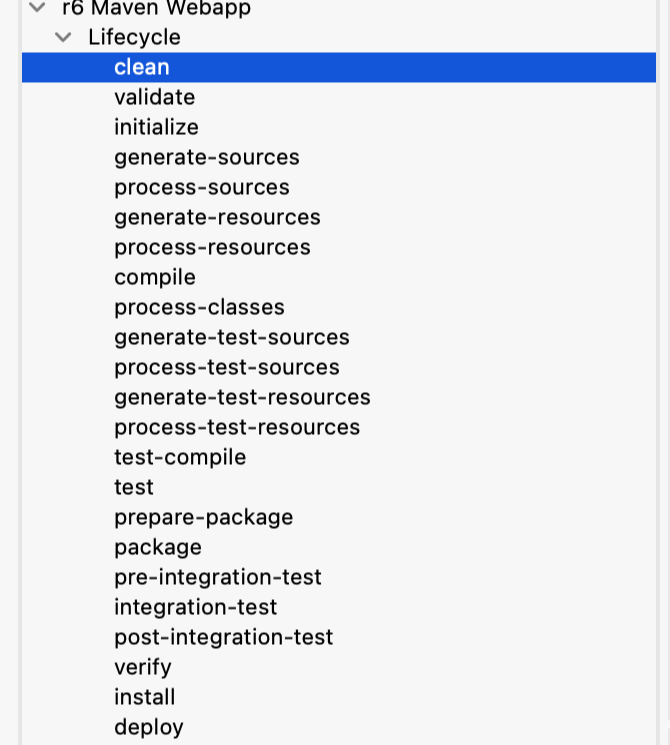 r6 Maven Webapp
Lifecycle
clean
validate
initialize
generate-sources
process-sources
generate-resources
process-resources
compile
process-classes
generate-test-sources
process-test-sources
generate-test-resources
process-test-resources
test-compile
test
prepare-package
package
pre-integration-test
integration-test
post-integration-test
verify
install
deploy